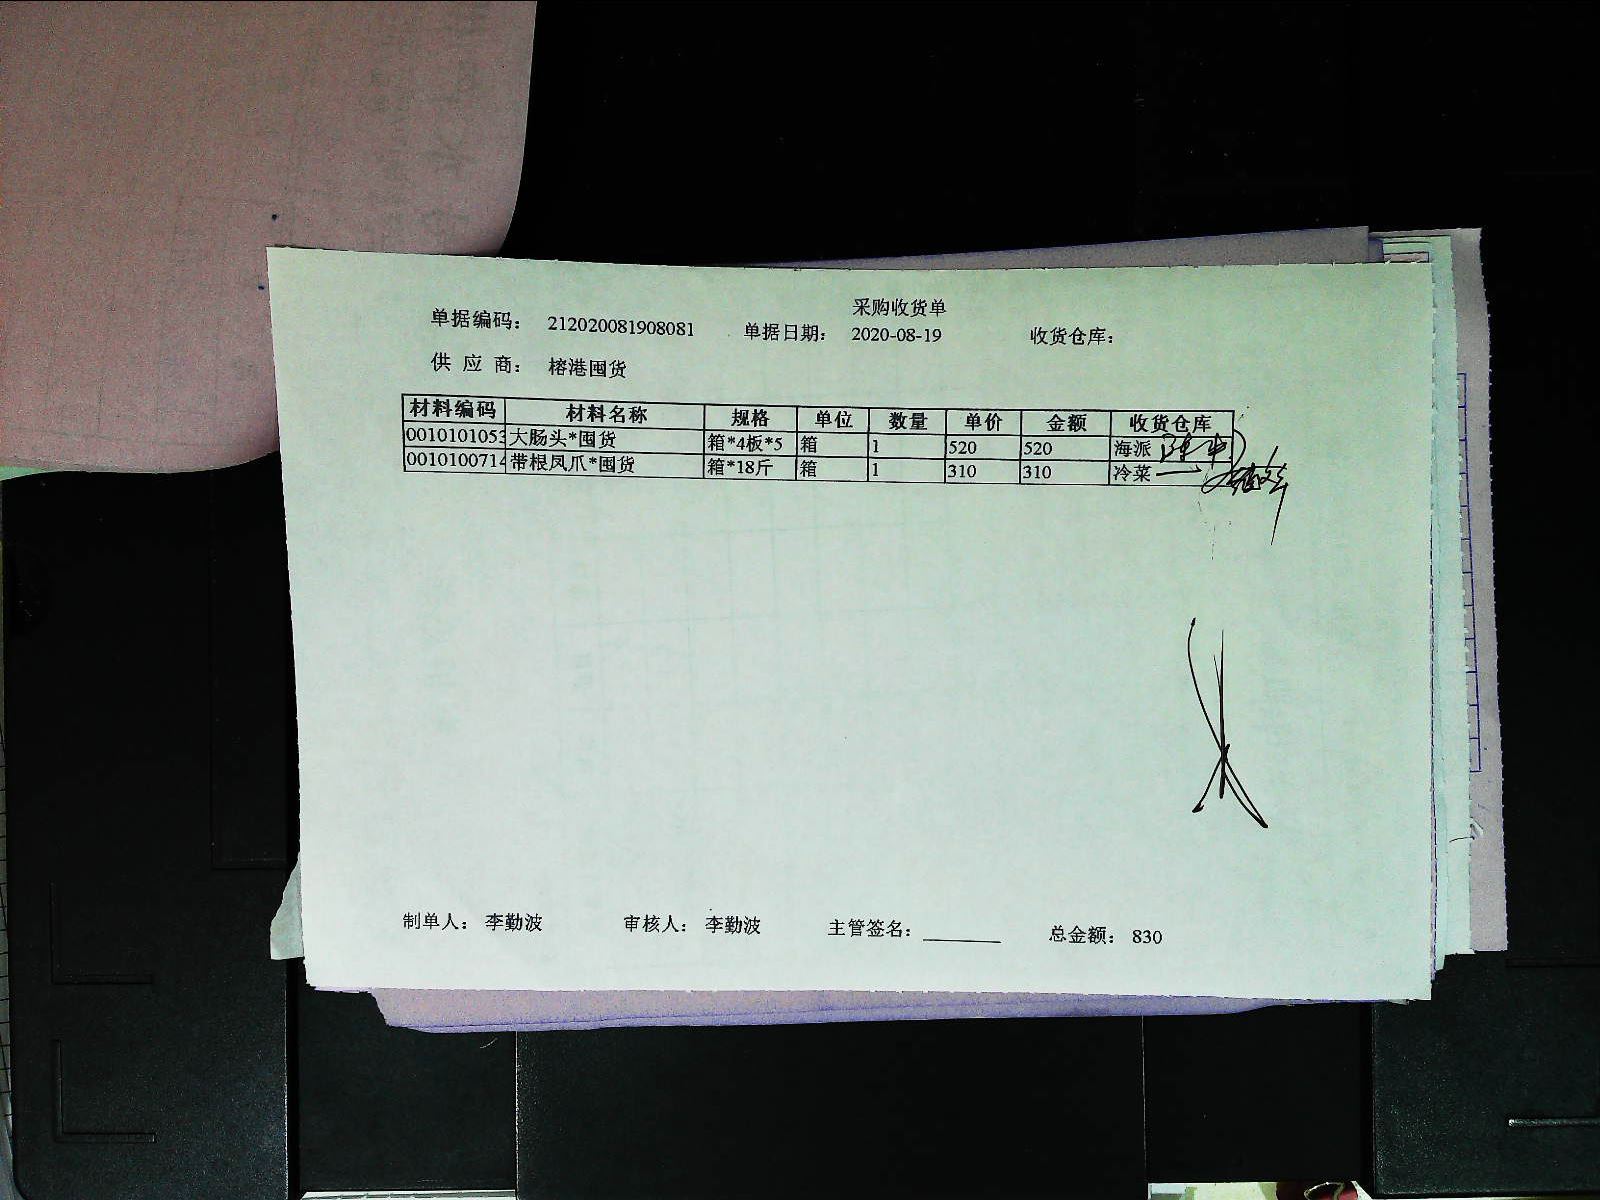 采购收货单
单据编码： 212020081908081 单据日期： 2020-08-19 收货仓库：
供 应 商： 榕港囤货
材料编码 材料名称 规格 单位 数量 单价 金额 收货仓库
0010101053 大肠头*囤货 箱*4板*5 箱 1 520 520 海派
0010100714 带根凤爪*囤货 箱*18斤 箱 1 310 310 冷菜
制单人： 李勤波 审核人： 李勤波 主管签名： 总金额： 830